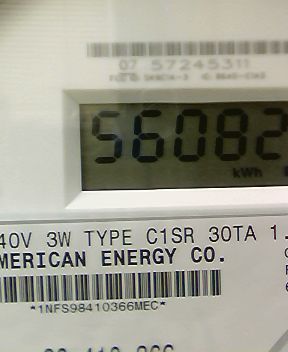 07 57245311
56082
kWh
40V 3W TYPE C1SR 30TA 1.
MERICAN ENERGY CO.
*1NFS98410366MEC*